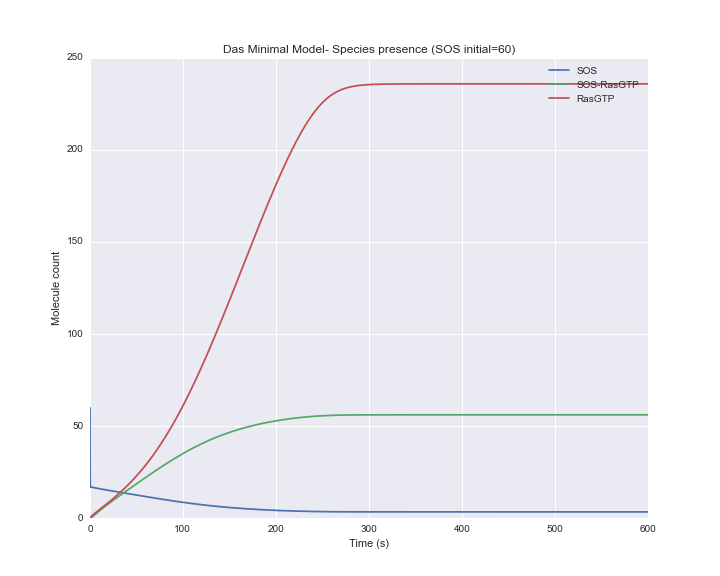 Das Minimal Model- Species presence (SOS initial=60)
250
200
150
100
50
0
Molecule count
SOS
SOS-RasGTP
RasGTP
0 100 200 300 400 500 600
Time (s)